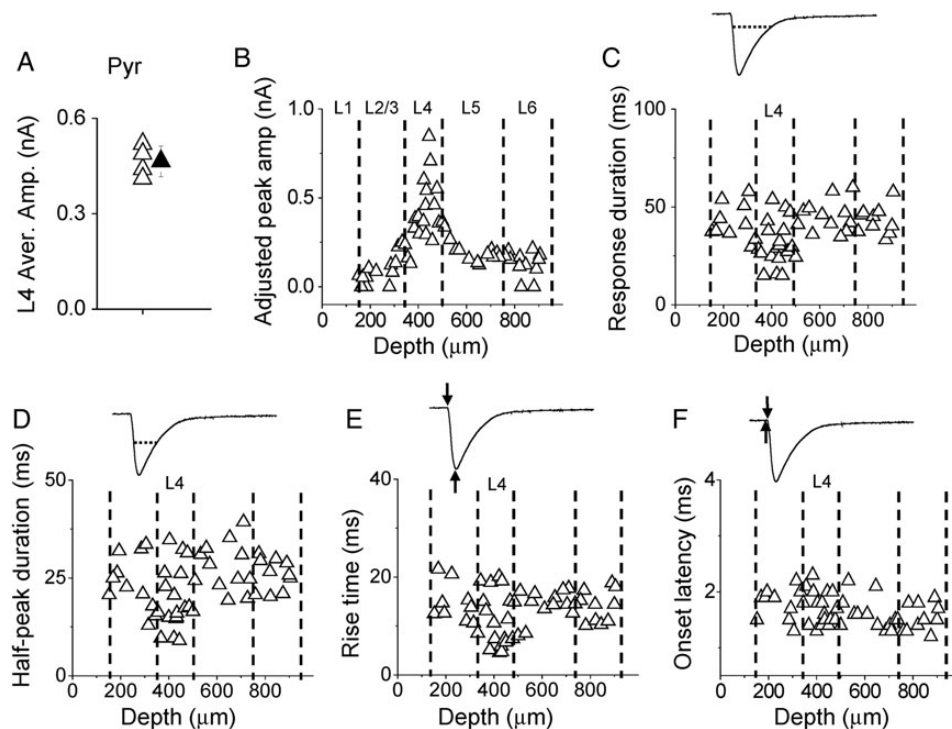 A
Pyr
L4 Aver. Amp. (nA)
0.6
0.3
0.0
B
Adjusted peak amp (nA)
1.0
0.5
0.0
L1
L2/3
L4
L5
L6
0 200 400 600 800
Depth (μm)
C
Response duration (ms)
100
50
0
L4
0 200 400 600 800
Depth (μm)
D
Half-peak duration (ms)
50
25
0
L4
0 200 400 600 800
Depth (μm)
E
Rise time (ms)
40
20
0
L4
0 200 400 600 800
Depth (μm)
F
Onset latency (ms)
4
2
L4
0 200 400 600 800
Depth (μm)